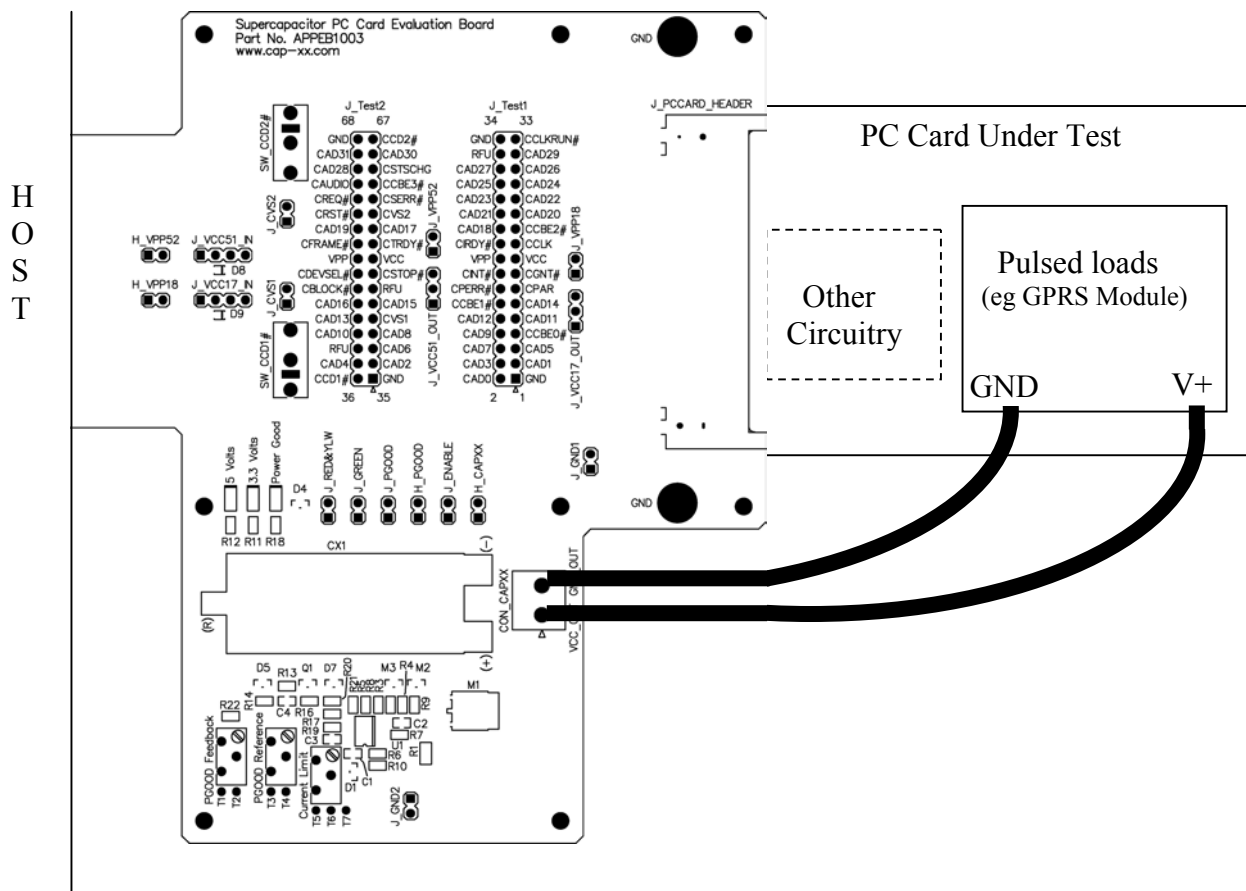 Supercapacitor PC Card Evaluation Board
Part No. APPEB1003
www.cap-xx.com
GND
J_PCCARD_HEADER
PC Card Under Test
H
O
S
T
SW_CCD2#
J_Test2
68 67
GND CCD2#
CAD31 CAD30
CAD28 CSTSCHG
CAUDIO CCBE3#
CREQ# CSERR#
CRST# CVS2
CAD19 CAD17
CFRAME# CTRDY#
VPP VCC
CDEVSEL# CSTOP#
CBLOCK# RFU
CAD16 CAD15
CAD13 CVS1
CAD10 CAD8
RFU CAD6
CAD4 CAD2
CCD1# GND
36 35
J_Test1
34 33
GND CCLKRUN#
RFU CAD29
CAD27 CAD26
CAD25 CAD24
CAD23 CAD22
CAD21 CAD20
CAD18 CCBE2#
CIRDY# CCLK
VPP VCC
CINT# CGNT#
CPERR# CPAR
CCBE1# CAD14
CAD12 CAD11
CAD9 CCBE0#
CAD7 CAD5
CAD3 CAD1
CAD0 GND
2 1
J_CVS2
J_VPP52
J_VPP18
H_VPP52 J_VCC51_IN
D8
H_VPP18 J_VCC17_IN
D9
J_CVS1
J_VCC51_OUT
J_VCC17_OUT
SW_CCD1#
Other
Circuitry
Pulsed loads
(eg GPRS Module)
GND V+
5 Volts
3.3 Volts
Power Good
D4
J_RED&YLW
J_GREEN
J_PGOOD
H_PGOOD
J_ENABLE
H_CAPXX
J_GND1
GND
R12 R11 R18
CX1
(-)
(R)
(+)
CON_CAPXX
OUT
VCC_
D5 R13 Q1 D7 R20 M3 R4 M2
M1
R14 C4 R16 R21 R5 R8 R3 R9
R22 R17 R19 C3 C2 R7 U1 R1
R6 R10 D1 C1
PGOOD Feedback
PGOOD Reference
Current Limit
T1 T2 T3 T4
T5 T6 T7
J_GND2